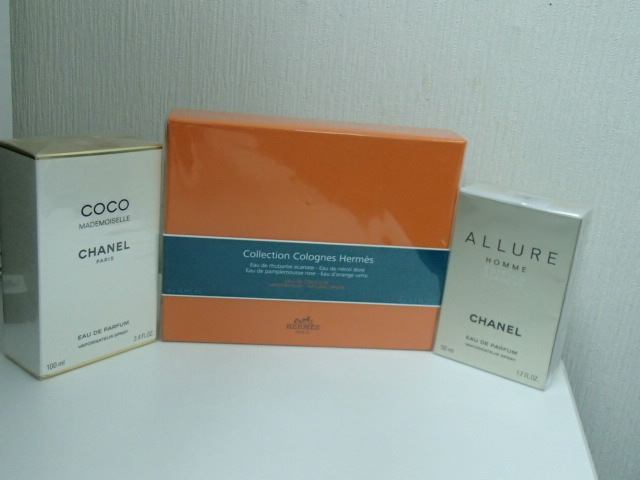 COCO
MADEMOISELLE
CHANEL
PARIS
EAU DE PARFUM
VAPORISATEUR SPRAY
100 ml
3.4 FL.OZ.
Collection Colognes Hermès
Eau de rhubarbe écarlate - Eau de néroli doré
Eau de pamplemousse rose - Eau d'orange verte
HERMÈS
PARIS
ALLURE
HOMME
CHANEL
EAU DE PARFUM
VAPORISATEUR SPRAY
50 ml
1.7 FL.OZ.